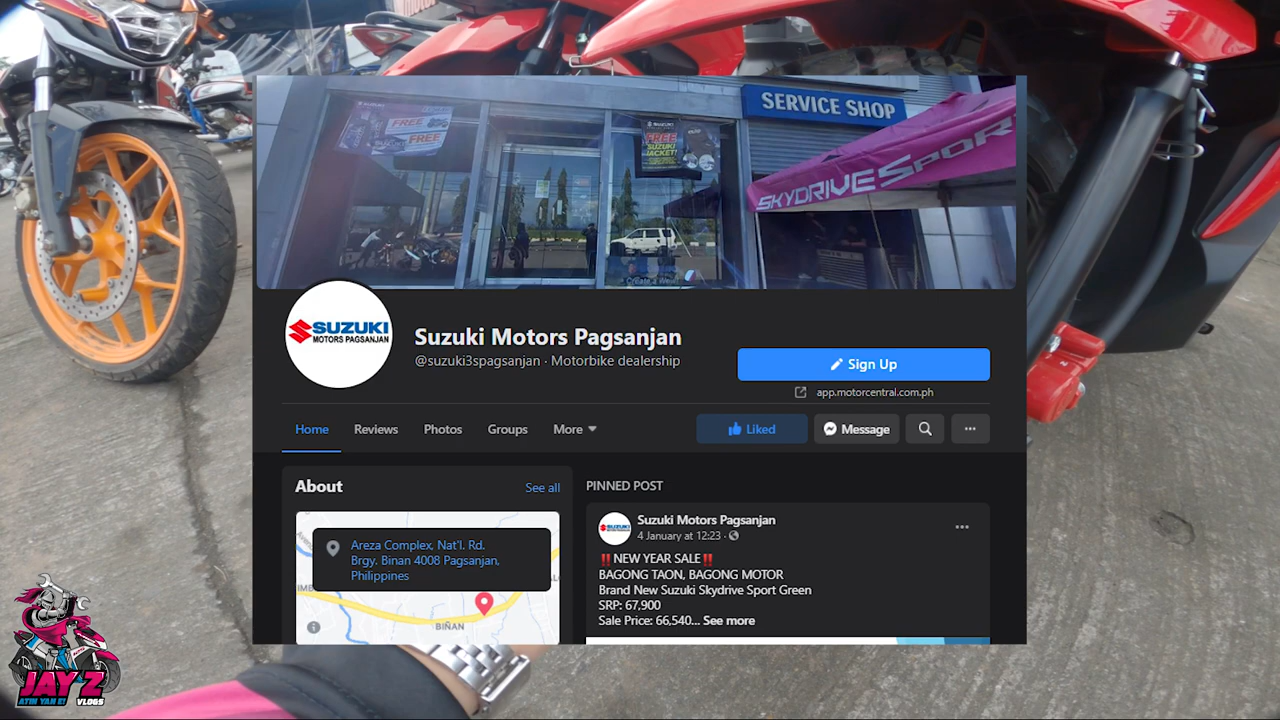 SERVICE SHOP
SUZUKI
FREE
FREE
FREE
SUZUKI
JACKET!
SKYDRIVE SPORT
SUZUKI
MOTORS PAGSANJAN
Suzuki Motors Pagsanjan
@suzuki3spagsanjan · Motorbike dealership
Sign Up
app.motorcentral.com.ph
Home
Reviews
Photos
Groups
More
Liked
Message
About
See all
Areza Complex, Nat'l. Rd.
Brgy. Binan 4008 Pagsanjan,
Philippines
BIÑAN
PINNED POST
Suzuki Motors Pagsanjan
4 January at 12:23 ·
‼️NEW YEAR SALE‼️
BAGONG TAON, BAGONG MOTOR
Brand New Suzuki Skydrive Sport Green
SRP: 67,900
Sale Price: 66,540... See more
JAY Z
ATIN YAN E! VLOGS